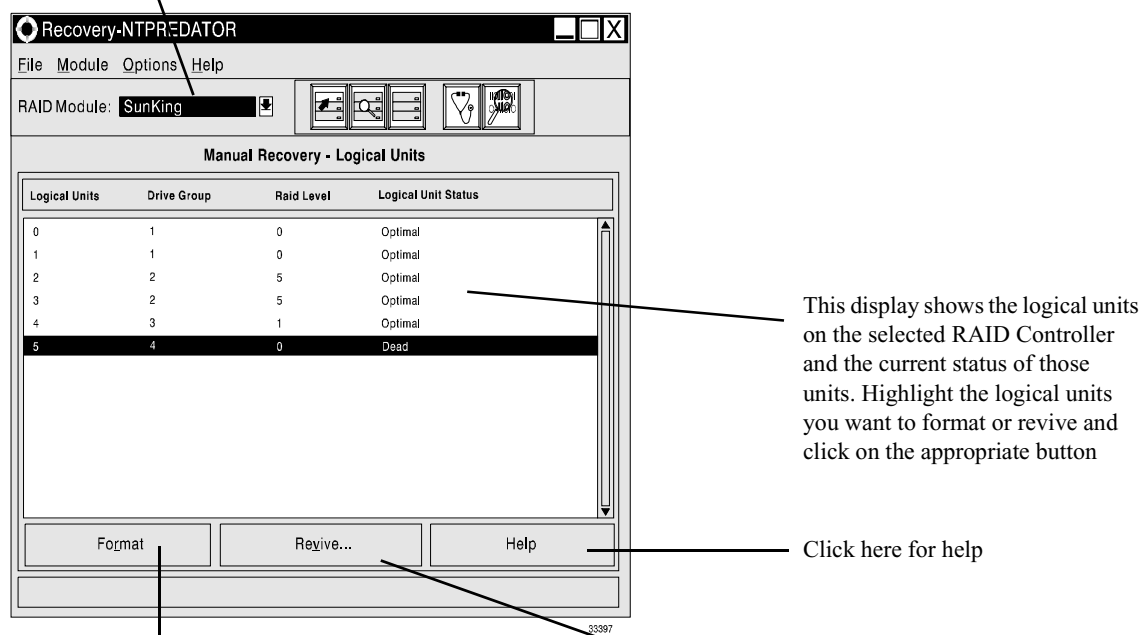 Recovery-NTPREDATOR
File Module Options Help
RAID Module: SunKing
Manual Recovery - Logical Units
Logical Units Drive Group Raid Level Logical Unit Status
0 1 0 Optimal
1 1 0 Optimal
2 2 5 Optimal
3 2 5 Optimal
4 3 1 Optimal
5 4 0 Dead
This display shows the logical units
on the selected RAID Controller
and the current status of those
units. Highlight the logical units
you want to format or revive and
click on the appropriate button
Format Revive... Help
Click here for help
33397